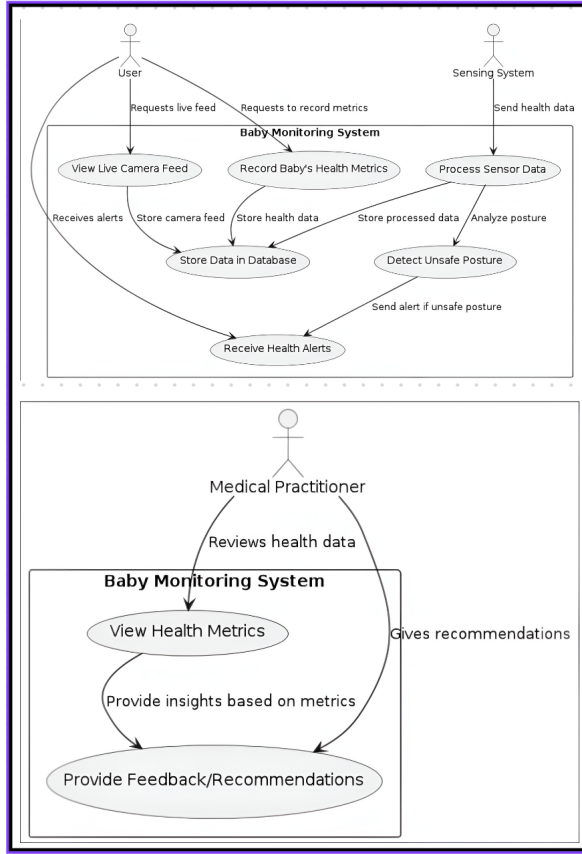 User
Sensing System
Requests live feed
Requests to record metrics
Send health data
Baby Monitoring System
View Live Camera Feed
Record Baby's Health Metrics
Process Sensor Data
Receives alerts
Store camera feed
Store health data
Store processed data
Analyze posture
Store Data in Database
Detect Unsafe Posture
Send alert if unsafe posture
Receive Health Alerts
Medical Practitioner
Reviews health data
Baby Monitoring System
View Health Metrics
Gives recommendations
Provide insights based on metrics
Provide Feedback/Recommendations